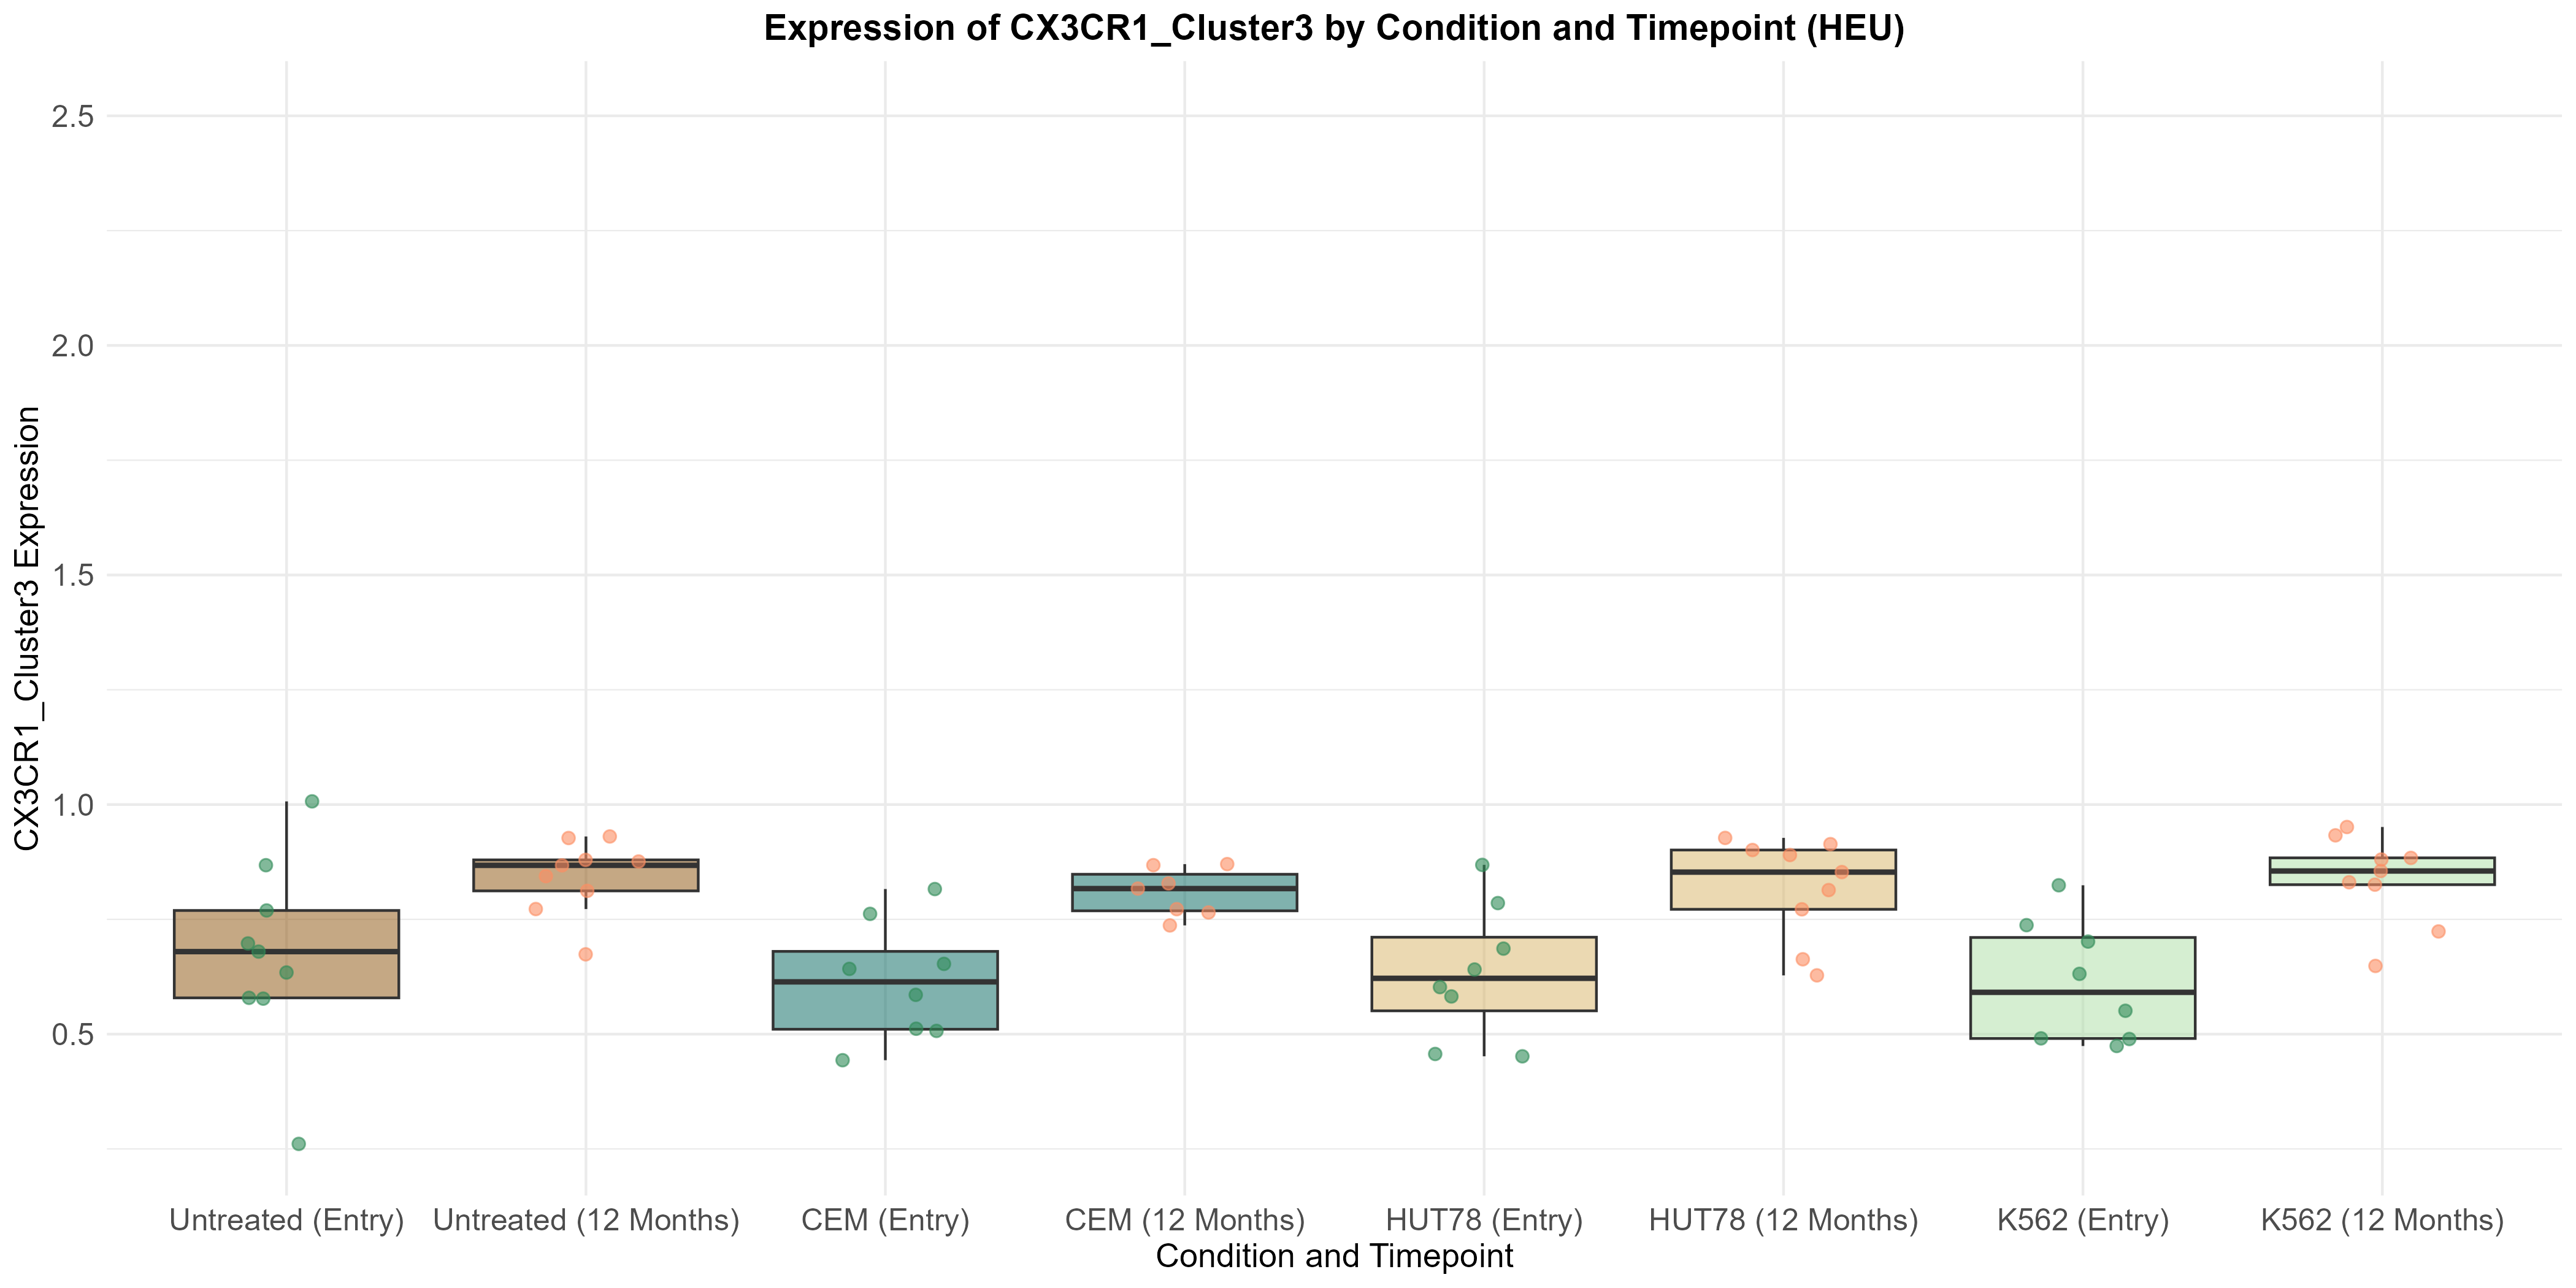 Expression of CX3CR1_Cluster3 by Condition and Timepoint (HEU)
CX3CR1_Cluster3 Expression
2.5
2.0
1.5
1.0
0.5
Untreated (Entry)
Untreated (12 Months)
CEM (Entry)
CEM (12 Months)
HUT78 (Entry)
HUT78 (12 Months)
K562 (Entry)
K562 (12 Months)
Condition and Timepoint